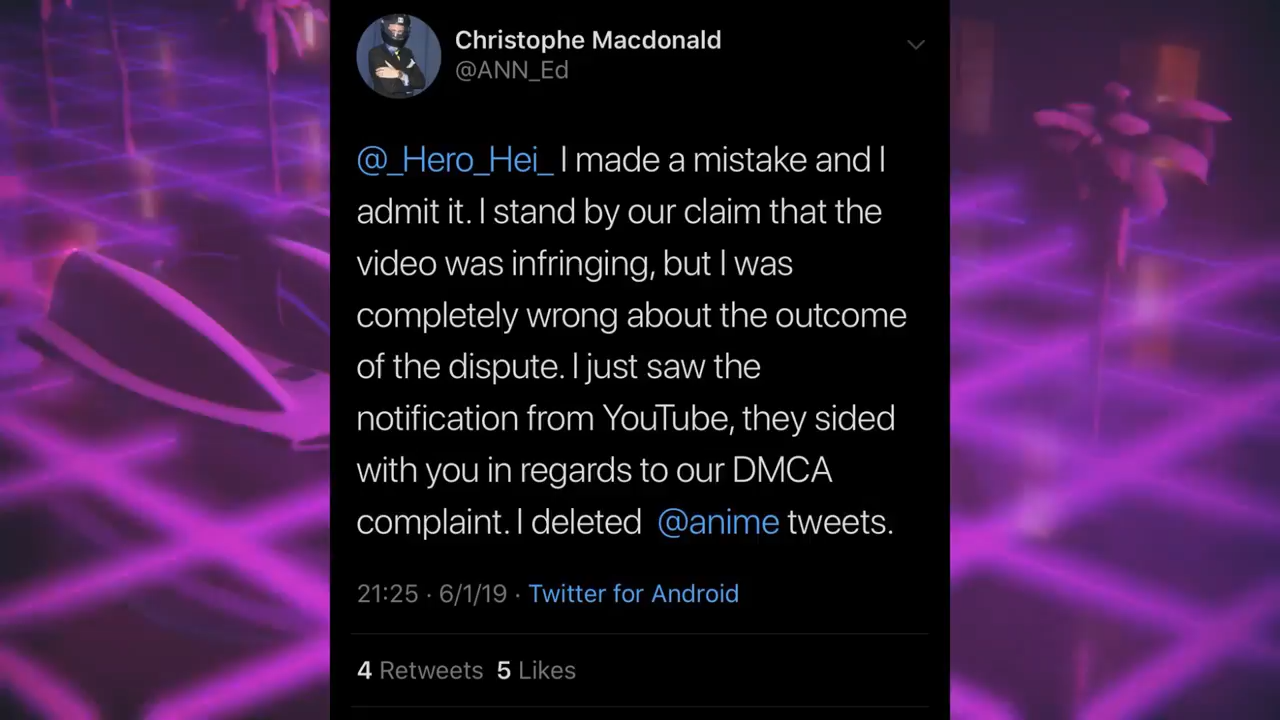 Christophe Macdonald
@ANN_Ed
@_Hero_Hei_ I made a mistake and I
admit it. I stand by our claim that the
video was infringing, but I was
completely wrong about the outcome
of the dispute. I just saw the
notification from YouTube, they sided
with you in regards to our DMCA
complaint. I deleted @anime tweets.
21:25 · 6/1/19 · Twitter for Android
4 Retweets 5 Likes